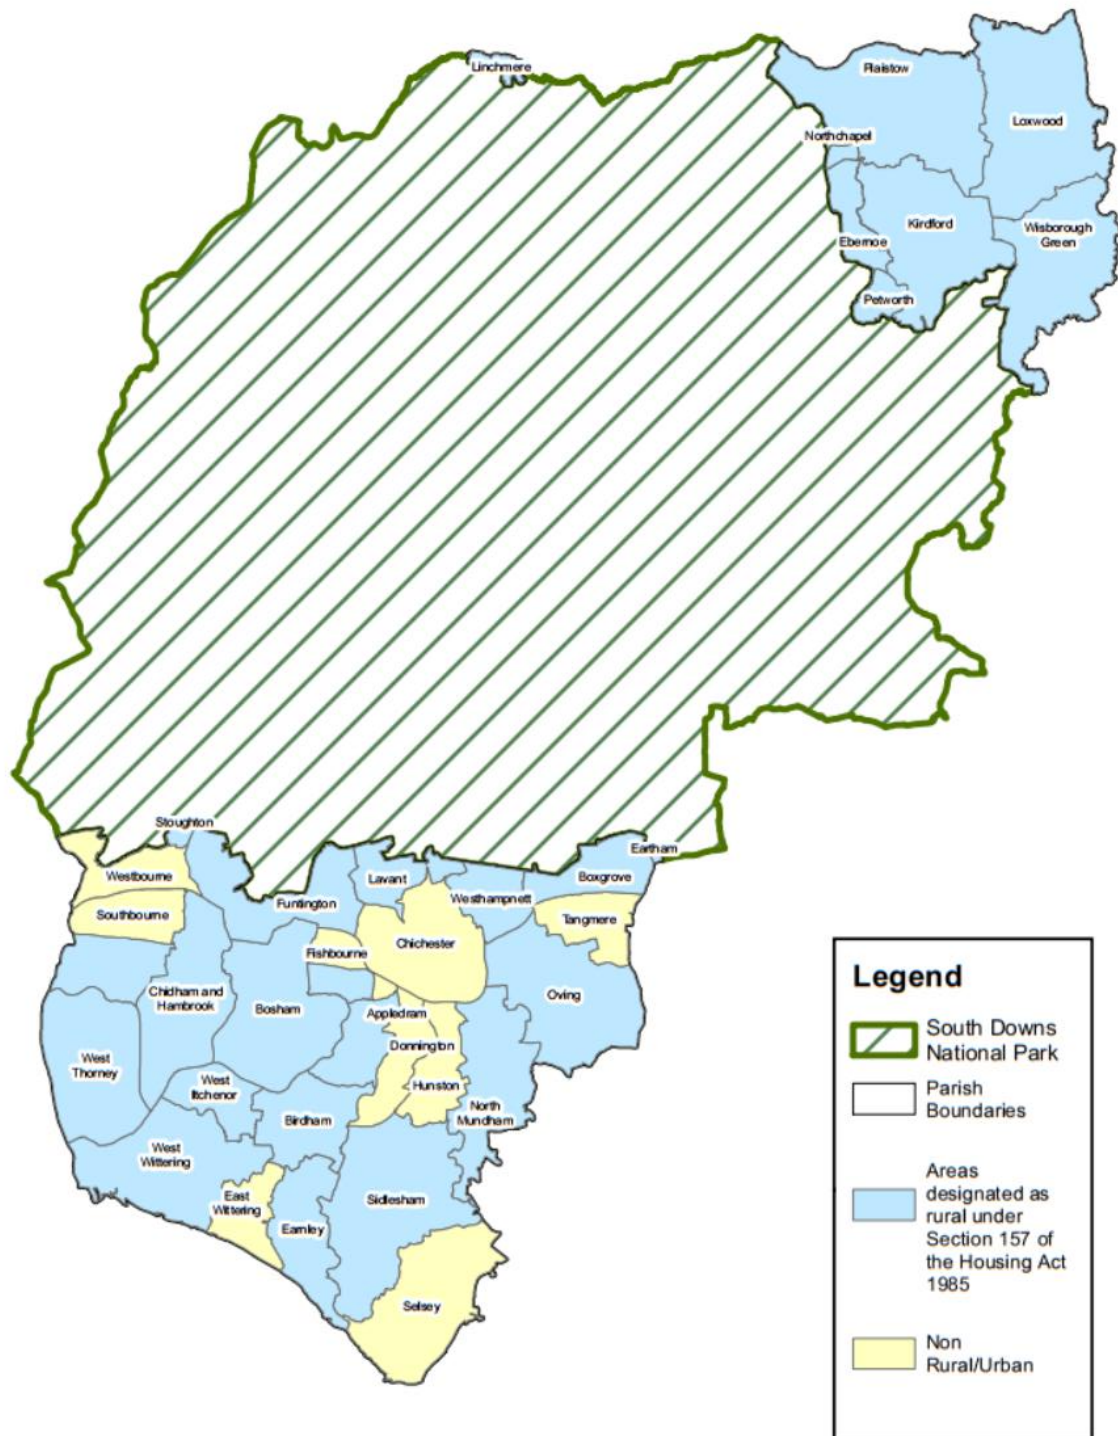 Linchmere
Plaistow
Loxwood
Northchapel
Kirdford
Wisborough
Green
Ebernoe
Petworth
Stoughton
Eartham
Westbourne
Lavant
Boxgrove
Funtington
Westhampnett
Southbourne
Tangmere
Chichester
Fishbourne
Chidham and
Hambrook
Bosham
Oving
Appledram
Donnington
West
Thorney
West
Itchenor
Hunston
Birdham
North
Mundham
West
Wittering
East
Wittering
Sidlesham
Earnley
Selsey
Legend
South Downs
National Park
Parish
Boundaries
Areas
designated as
rural under
Section 157 of
the Housing Act
1985
Non
Rural/Urban